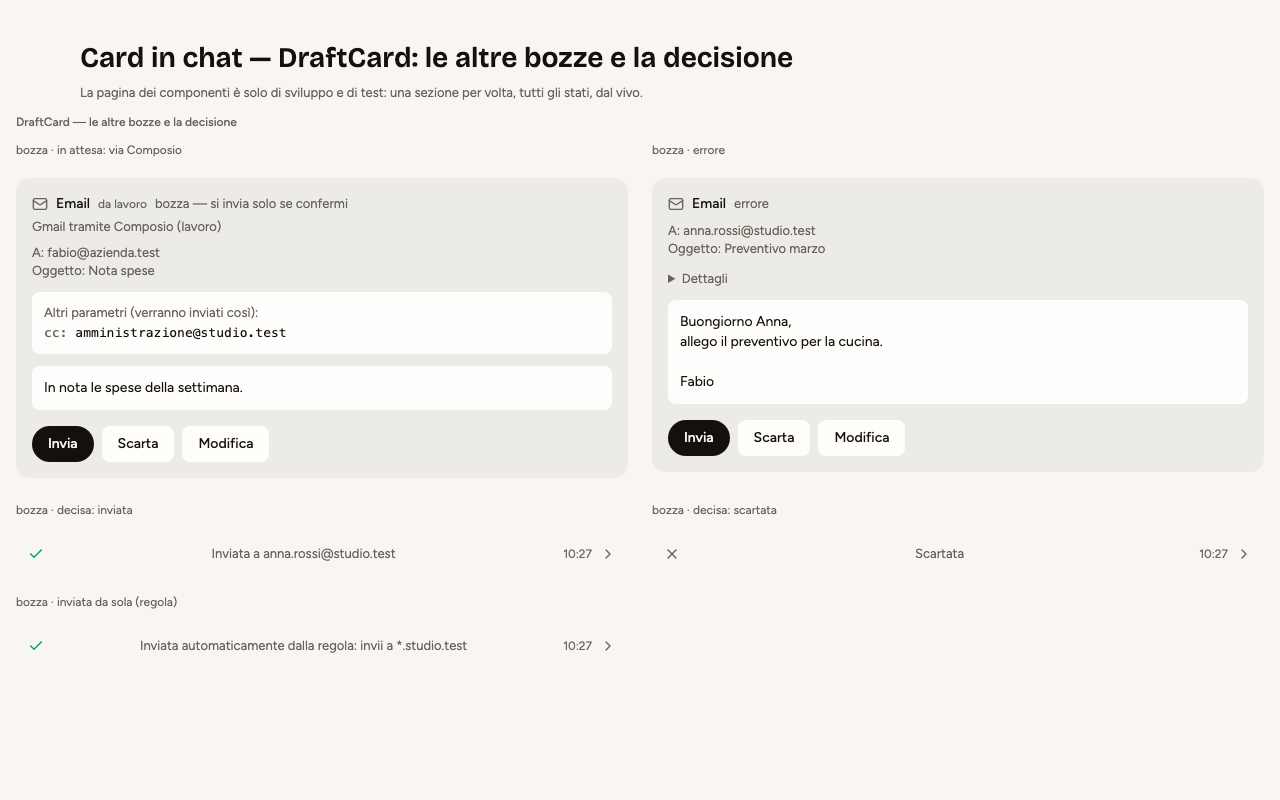 Card in chat — DraftCard: le altre bozze e la decisione
La pagina dei componenti è solo di sviluppo e di test: una sezione per volta, tutti gli stati, dal vivo.
DraftCard — le altre bozze e la decisione
bozza · in attesa: via Composio
Email da lavoro bozza — si invia solo se confermi
Gmail tramite Composio (lavoro)
A: fabio@azienda.test
Oggetto: Nota spese
Altri parametri (verranno inviati così):
cc: amministrazione@studio.test
In nota le spese della settimana.
Invia Scarta Modifica
bozza · errore
Email errore
A: anna.rossi@studio.test
Oggetto: Preventivo marzo
Dettagli
Buongiorno Anna,
allego il preventivo per la cucina.
Fabio
Invia Scarta Modifica
bozza · decisa: inviata
Inviata a anna.rossi@studio.test 10:27
bozza · decisa: scartata
Scartata 10:27
bozza · inviata da sola (regola)
Inviata automaticamente dalla regola: invii a *.studio.test 10:27